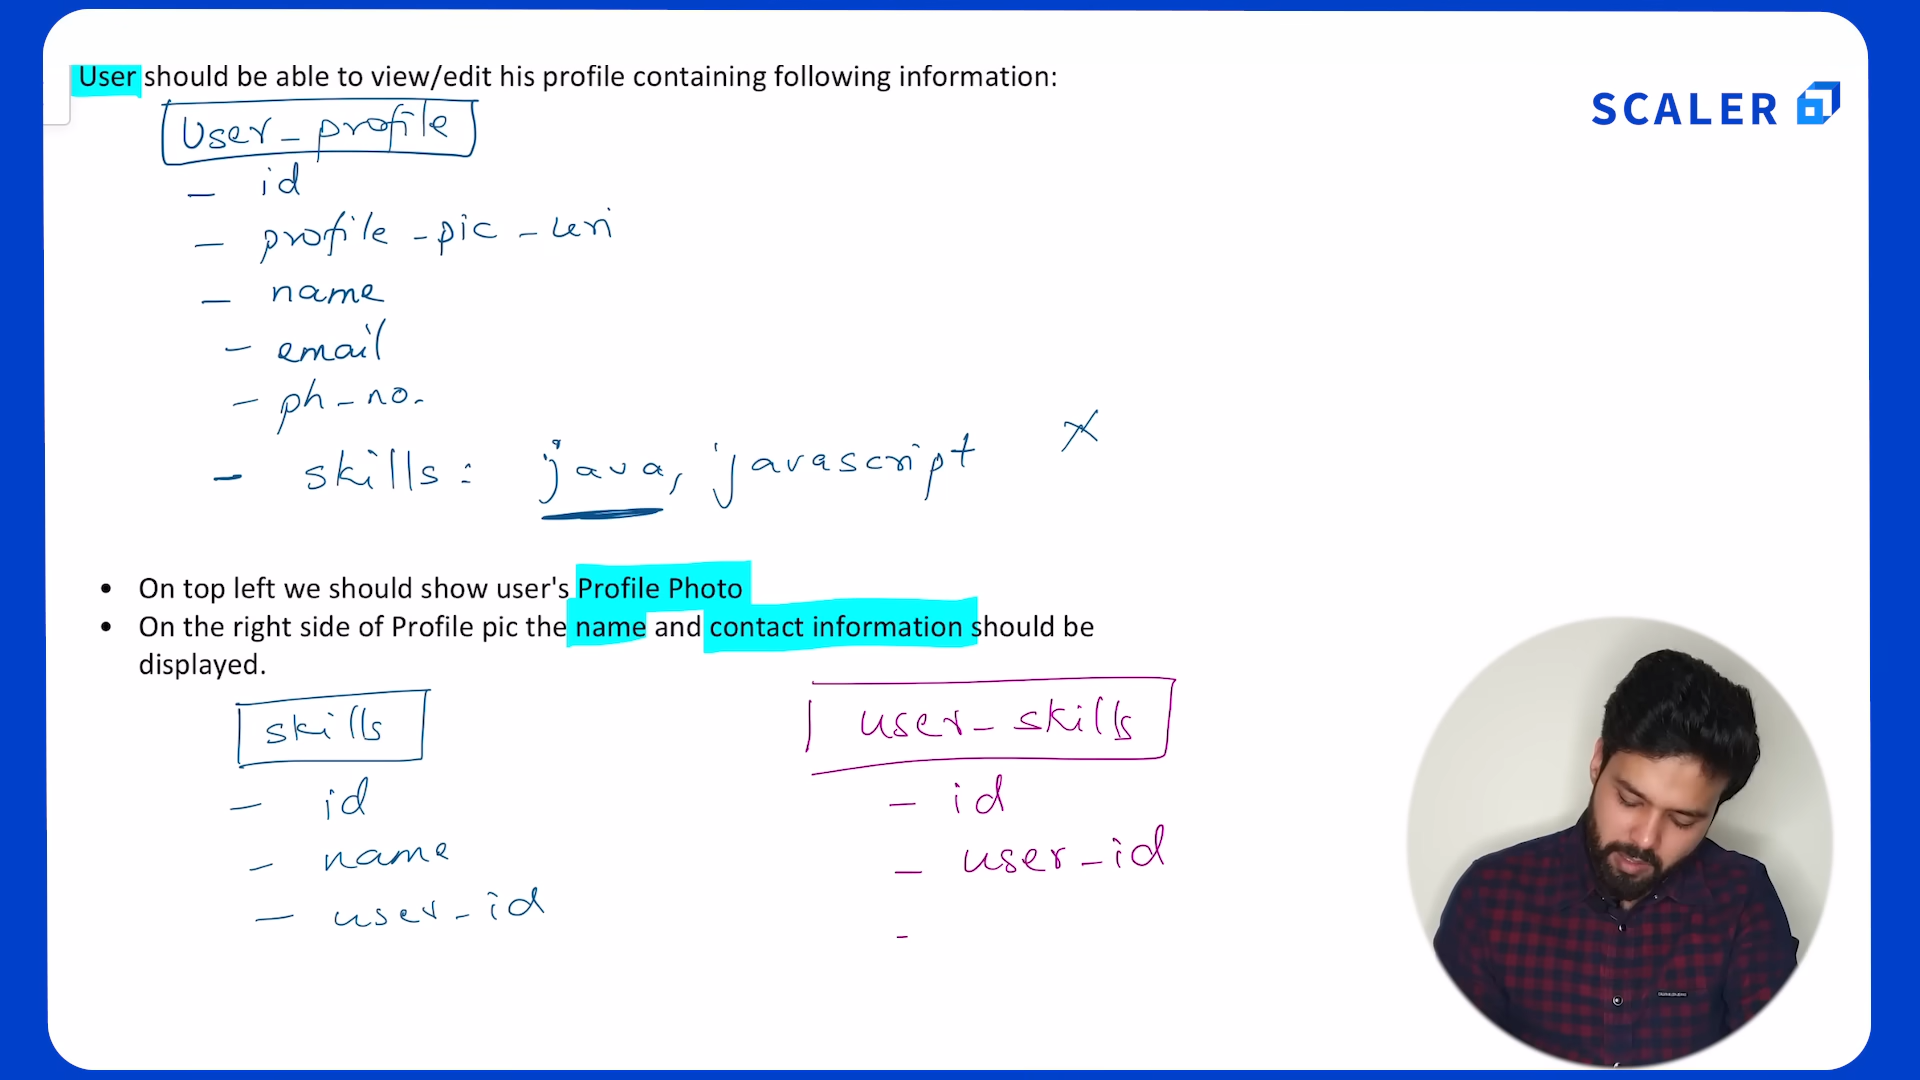 User should be able to view/edit his profile containing following information:
SCALER
User_profile
- id
- profile-pic-uri
- name
- email
- ph-no.
- skills: java, javascript X
• On top left we should show user's Profile Photo
• On the right side of Profile pic the name and contact information should be
displayed.
skills
- id
- name
- user-id
user-skills
- id
- user-id
-